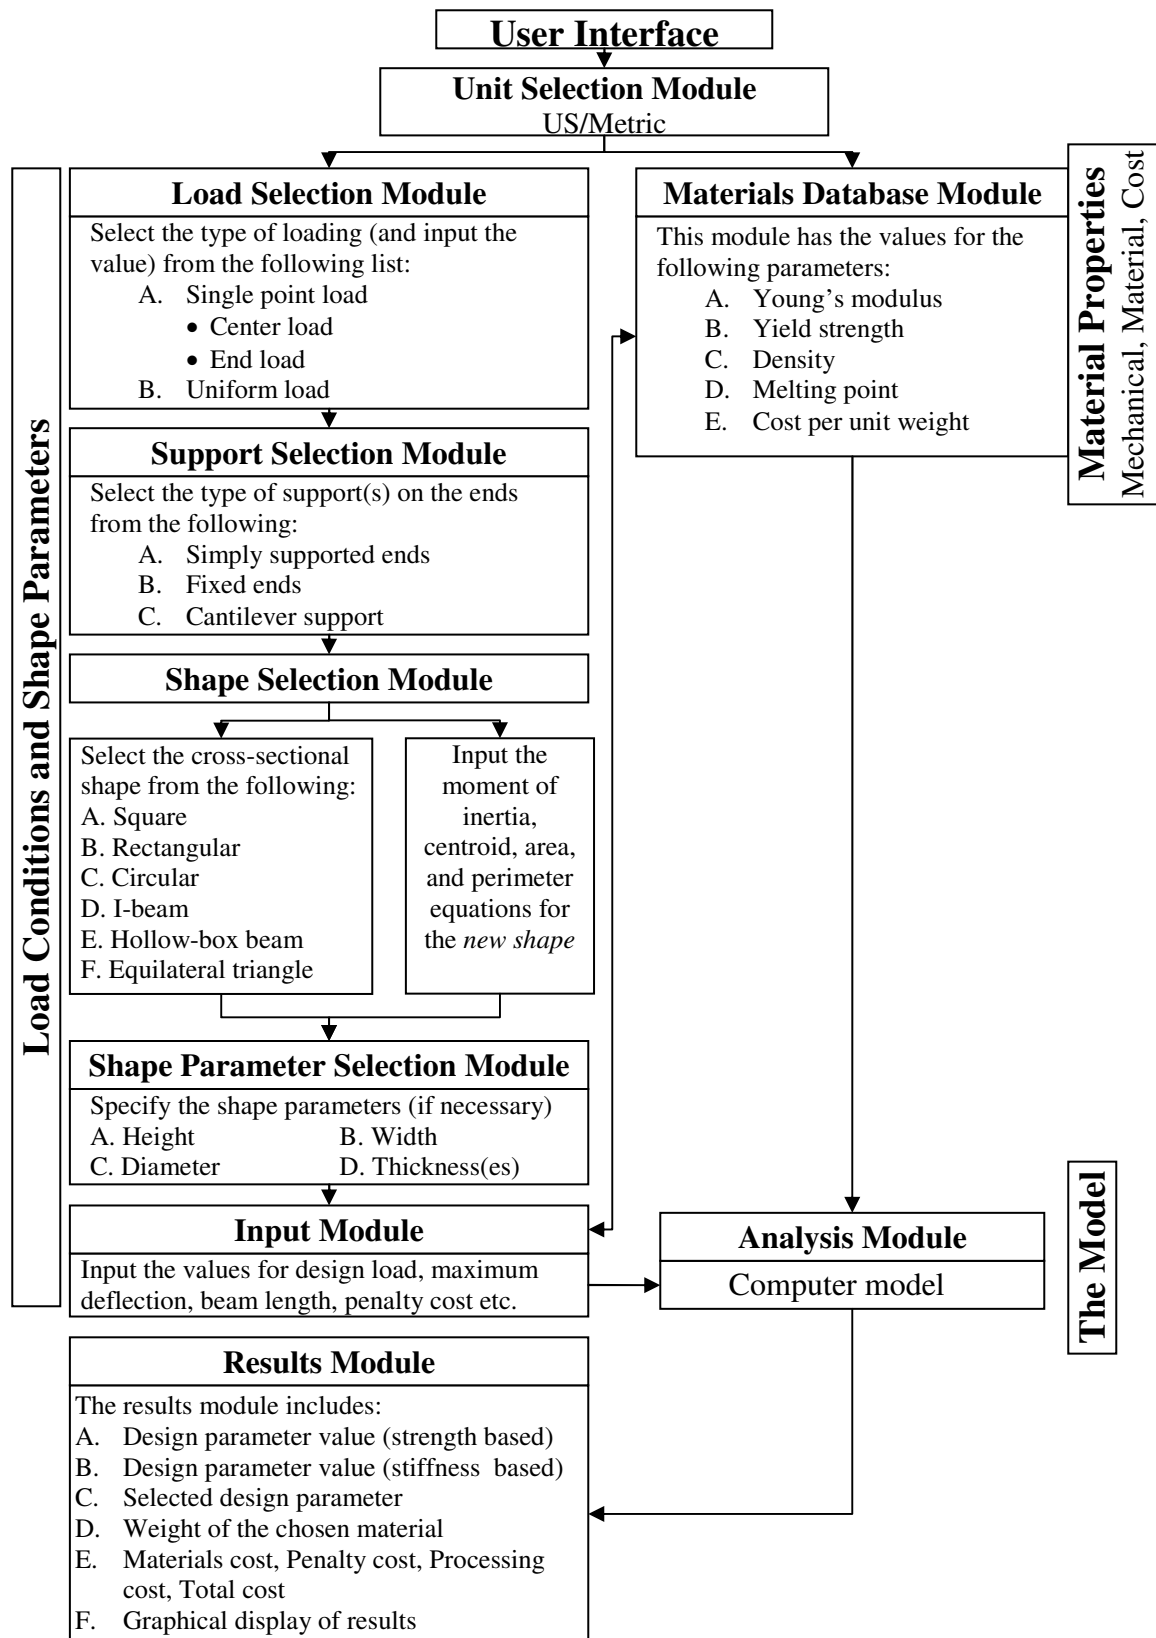 User Interface
Unit Selection Module
US/Metric
Load Conditions and Shape Parameters
Load Selection Module
Select the type of loading (and input the
value) from the following list:
A. Single point load
• Center load
• End load
B. Uniform load
Support Selection Module
Select the type of support(s) on the ends
from the following:
A. Simply supported ends
B. Fixed ends
C. Cantilever support
Shape Selection Module
Select the cross-sectional
shape from the following:
A. Square
B. Rectangular
C. Circular
D. I-beam
E. Hollow-box beam
F. Equilateral triangle
Input the
moment of
inertia,
centroid, area,
and perimeter
equations for
the new shape
Shape Parameter Selection Module
Specify the shape parameters (if necessary)
A. Height B. Width
C. Diameter D. Thickness(es)
Input Module
Input the values for design load, maximum
deflection, beam length, penalty cost etc.
Materials Database Module
This module has the values for the
following parameters:
A. Young’s modulus
B. Yield strength
C. Density
D. Melting point
E. Cost per unit weight
Material Properties
Mechanical, Material, Cost
Analysis Module
Computer model
The Model
Results Module
The results module includes:
A. Design parameter value (strength based)
B. Design parameter value (stiffness based)
C. Selected design parameter
D. Weight of the chosen material
E. Materials cost, Penalty cost, Processing
cost, Total cost
F. Graphical display of results